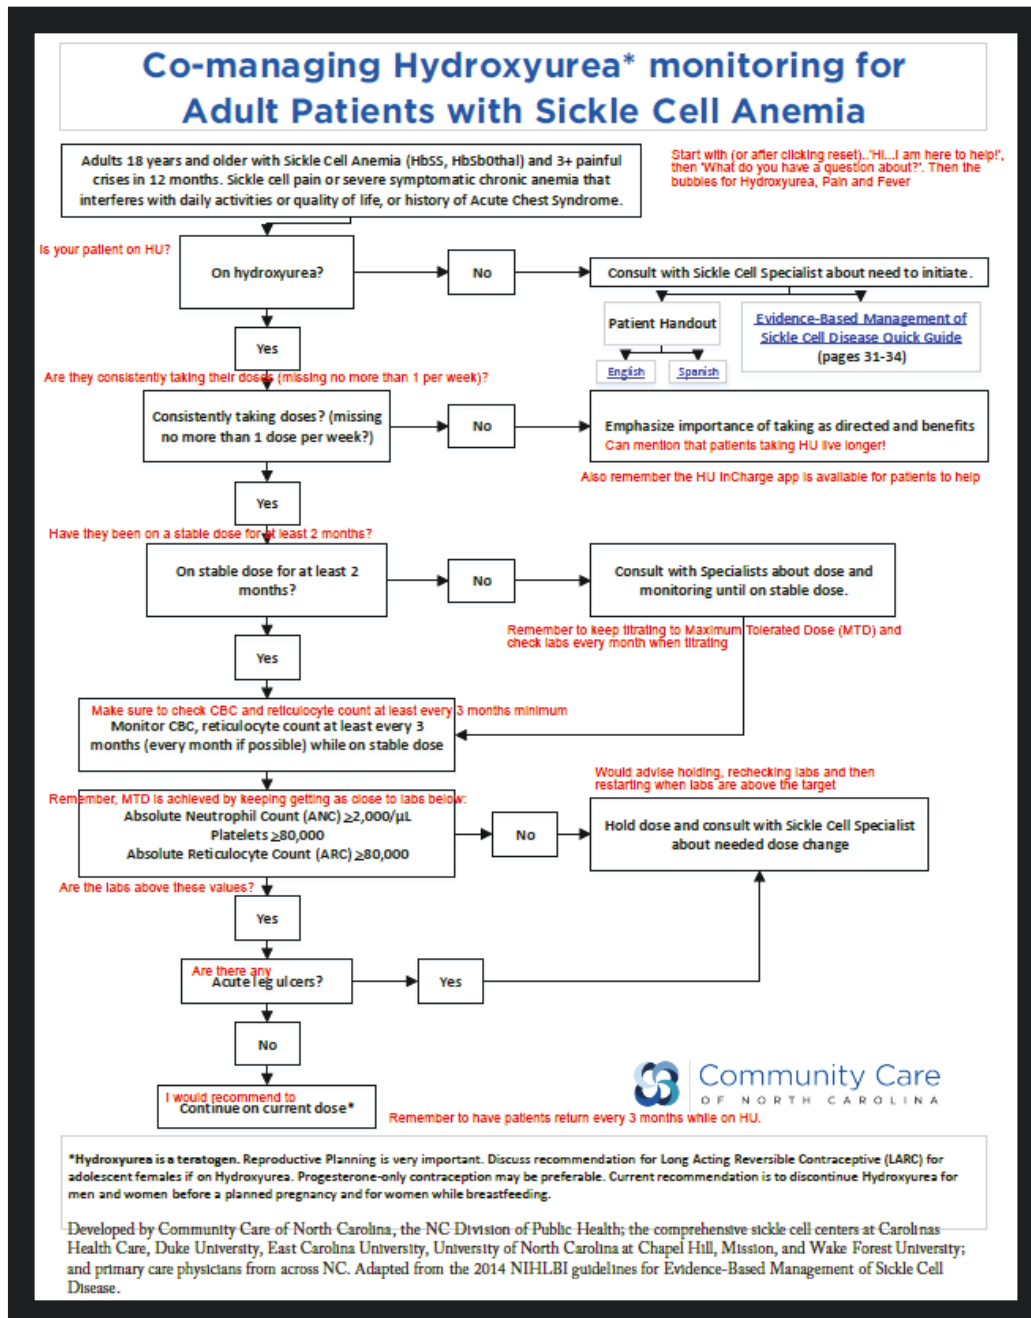 Co-managing Hydroxyurea* monitoring for
Adult Patients with Sickle Cell Anemia
Adults 18 years and older with Sickle Cell Anemia (HbSS, HbSb0thal) and 3+ painful
crises in 12 months. Sickle cell pain or severe symptomatic chronic anemia that
interferes with daily activities or quality of life, or history of Acute Chest Syndrome.
Start with (or after clicking reset)..'Hi...I am here to help!',
then 'What do you have a question about?'. Then the
bubbles for Hydroxyurea, Pain and Fever
Is your patient on HU?
On hydroxyurea?
No
Consult with Sickle Cell Specialist about need to initiate.
Patient Handout
English
Spanish
Evidence-Based Management of
Sickle Cell Disease Quick Guide
(pages 31-34)
Yes
Are they consistently taking their doses (missing no more than 1 per week)?
Consistently taking doses? (missing
no more than 1 dose per week?)
No
Emphasize importance of taking as directed and benefits
Can mention that patients taking HU live longer!
Also remember the HU InCharge app is available for patients to help
Yes
Have they been on a stable dose for at least 2 months?
On stable dose for at least 2
months?
No
Consult with Specialists about dose and
monitoring until on stable dose.
Remember to keep titrating to Maximum Tolerated Dose (MTD) and
check labs every month when titrating
Yes
Make sure to check CBC and reticulocyte count at least every 3 months minimum
Monitor CBC, reticulocyte count at least every 3
months (every month if possible) while on stable dose
Would advise holding, rechecking labs and then
restarting when labs are above the target
Remember, MTD is achieved by keeping getting as close to labs below:
Absolute Neutrophil Count (ANC) ≥2,000/µL
Platelets ≥80,000
Absolute Reticulocyte Count (ARC) ≥80,000
No
Hold dose and consult with Sickle Cell Specialist
about needed dose change
Are the labs above these values?
Yes
Are there any
Acute leg ulcers?
Yes
No
I would recommend to
Continue on current dose*
Remember to have patients return every 3 months while on HU.
Community Care
OF NORTH CAROLINA
*Hydroxyurea is a teratogen. Reproductive Planning is very important. Discuss recommendation for Long Acting Reversible Contraceptive (LARC) for
adolescent females if on Hydroxyurea. Progesterone-only contraception may be preferable. Current recommendation is to discontinue Hydroxyurea for
men and women before a planned pregnancy and for women while breastfeeding.
Developed by Community Care of North Carolina, the NC Division of Public Health; the comprehensive sickle cell centers at Carolinas
Health Care, Duke University, East Carolina University, University of North Carolina at Chapel Hill, Mission, and Wake Forest University;
and primary care physicians from across NC. Adapted from the 2014 NIHLBI guidelines for Evidence-Based Management of Sickle Cell
Disease.